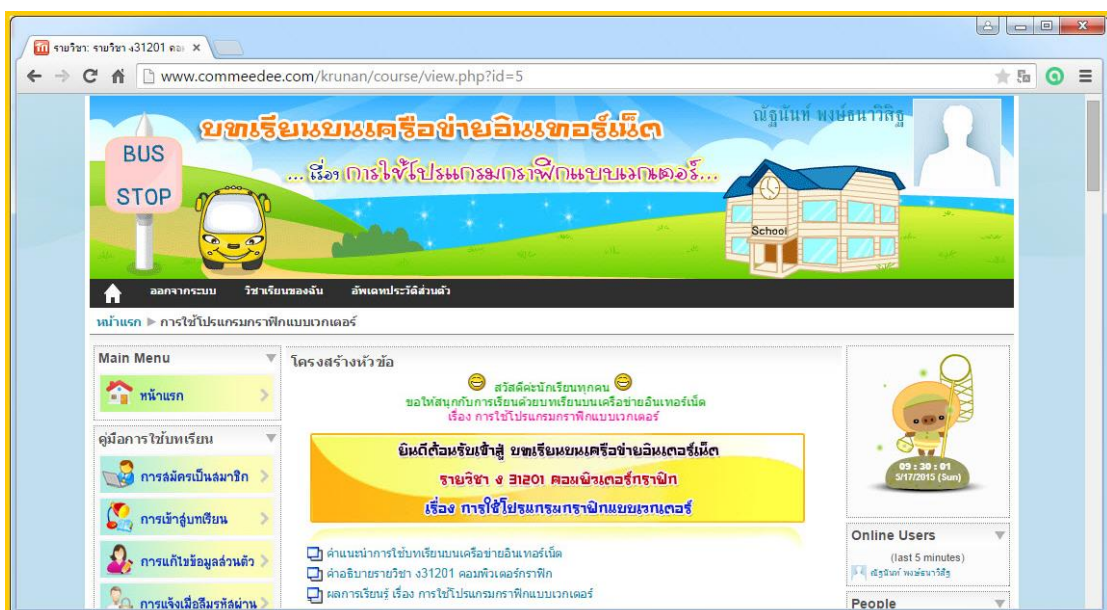 รายวิชา: รายวิชา ง31201 คอม
www.commeedee.com/krunan/course/view.php?id=5
บทเรียนบนเครือข่ายอินเทอร์เน็ต
ณัฐนันท์ พงษ์ธนาวิสิฐ
BUS
STOP
... เรื่อง การใช้โปรแกรมกราฟิกแบบเวกเตอร์...
School
ออกจากระบบ วิชาเรียนของฉัน อัพเดทประวัติส่วนตัว
หน้าแรก ► การใช้โปรแกรมกราฟิกแบบเวกเตอร์
Main Menu
หน้าแรก
คู่มือการใช้บทเรียน
การสมัครเป็นสมาชิก
การเข้าสู่บทเรียน
การแก้ไขข้อมูลส่วนตัว
การแจ้งเมื่อลืมรหัสผ่าน
โครงสร้างหัวข้อ
สวัสดีค่ะนักเรียนทุกคน
ขอให้สนุกกับการเรียนด้วยบทเรียนบนเครือข่ายอินเทอร์เน็ต
เรื่อง การใช้โปรแกรมกราฟิกแบบเวกเตอร์
ยินดีต้อนรับเข้าสู่ บทเรียนบนเครือข่ายอินเตอร์เน็ต
รายวิชา ง 31201 คอมพิวเตอร์กราฟิก
เรื่อง การใช้โปรแกรมกราฟิกแบบเวกเตอร์
คำแนะนำการใช้บทเรียนบนเครือข่ายอินเตอร์เน็ต
คำอธิบายรายวิชา ง31201 คอมพิวเตอร์กราฟิก
ผลการเรียนรู้ เรื่อง การใช้โปรแกรมกราฟิกแบบเวกเตอร์
09 : 30 : 01
5/17/2015 (Sun)
Online Users
(last 5 minutes)
ณัฐนันท์ พงษ์ธนาวิสิฐ
People